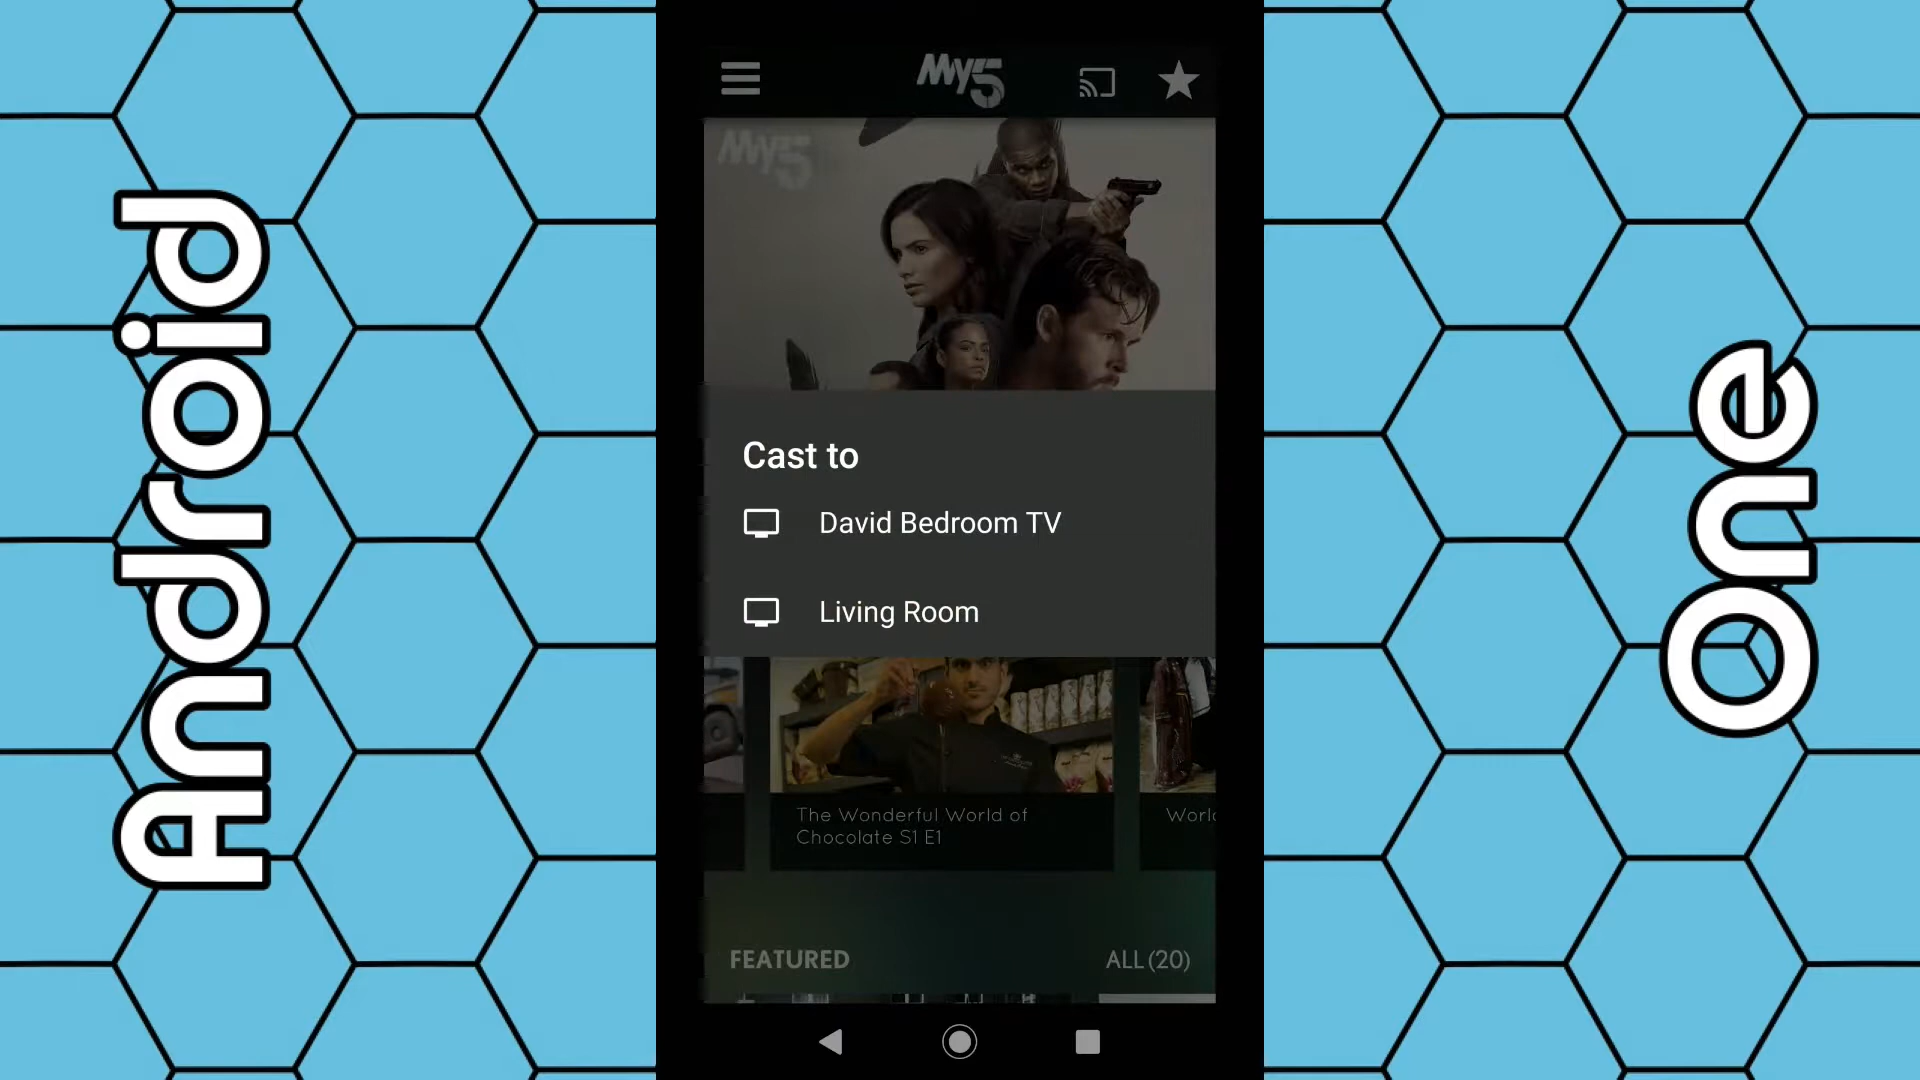 Android
My5
My5
Cast to
David Bedroom TV
Living Room
The Wonderful World of
Chocolate S1 E1
FEATURED
ALL (20)
One